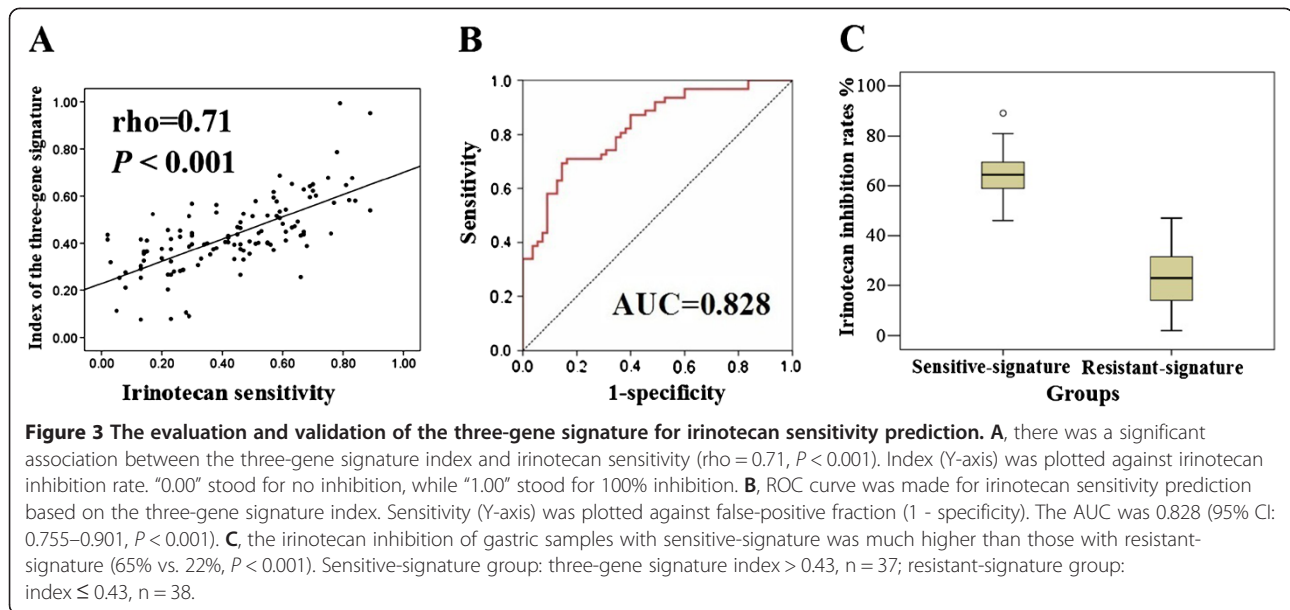 A
B
C
rho=0.71
P < 0.001
Index of the three-gene signature
1.00
0.80
0.60
0.40
0.20
0.00
0.00 0.20 0.40 0.60 0.80 1.00
Irinotecan sensitivity
Sensitivity
1.0
0.8
0.6
0.4
0.2
0.0
AUC=0.828
0.0 0.2 0.4 0.6 0.8 1.0
1-specificity
Irinotecan inhibition rates %
100
80
60
40
20
0
Sensitive-signature Resistant-signature
Groups
Figure 3 The evaluation and validation of the three-gene signature for irinotecan sensitivity prediction. A, there was a significant
association between the three-gene signature index and irinotecan sensitivity (rho = 0.71, P < 0.001). Index (Y-axis) was plotted against irinotecan
inhibition rate. “0.00” stood for no inhibition, while “1.00” stood for 100% inhibition. B, ROC curve was made for irinotecan sensitivity prediction
based on the three-gene signature index. Sensitivity (Y-axis) was plotted against false-positive fraction (1 - specificity). The AUC was 0.828 (95% CI:
0.755–0.901, P < 0.001). C, the irinotecan inhibition of gastric samples with sensitive-signature was much higher than those with resistant-
signature (65% vs. 22%, P < 0.001). Sensitive-signature group: three-gene signature index > 0.43, n = 37; resistant-signature group:
index ≤ 0.43, n = 38.